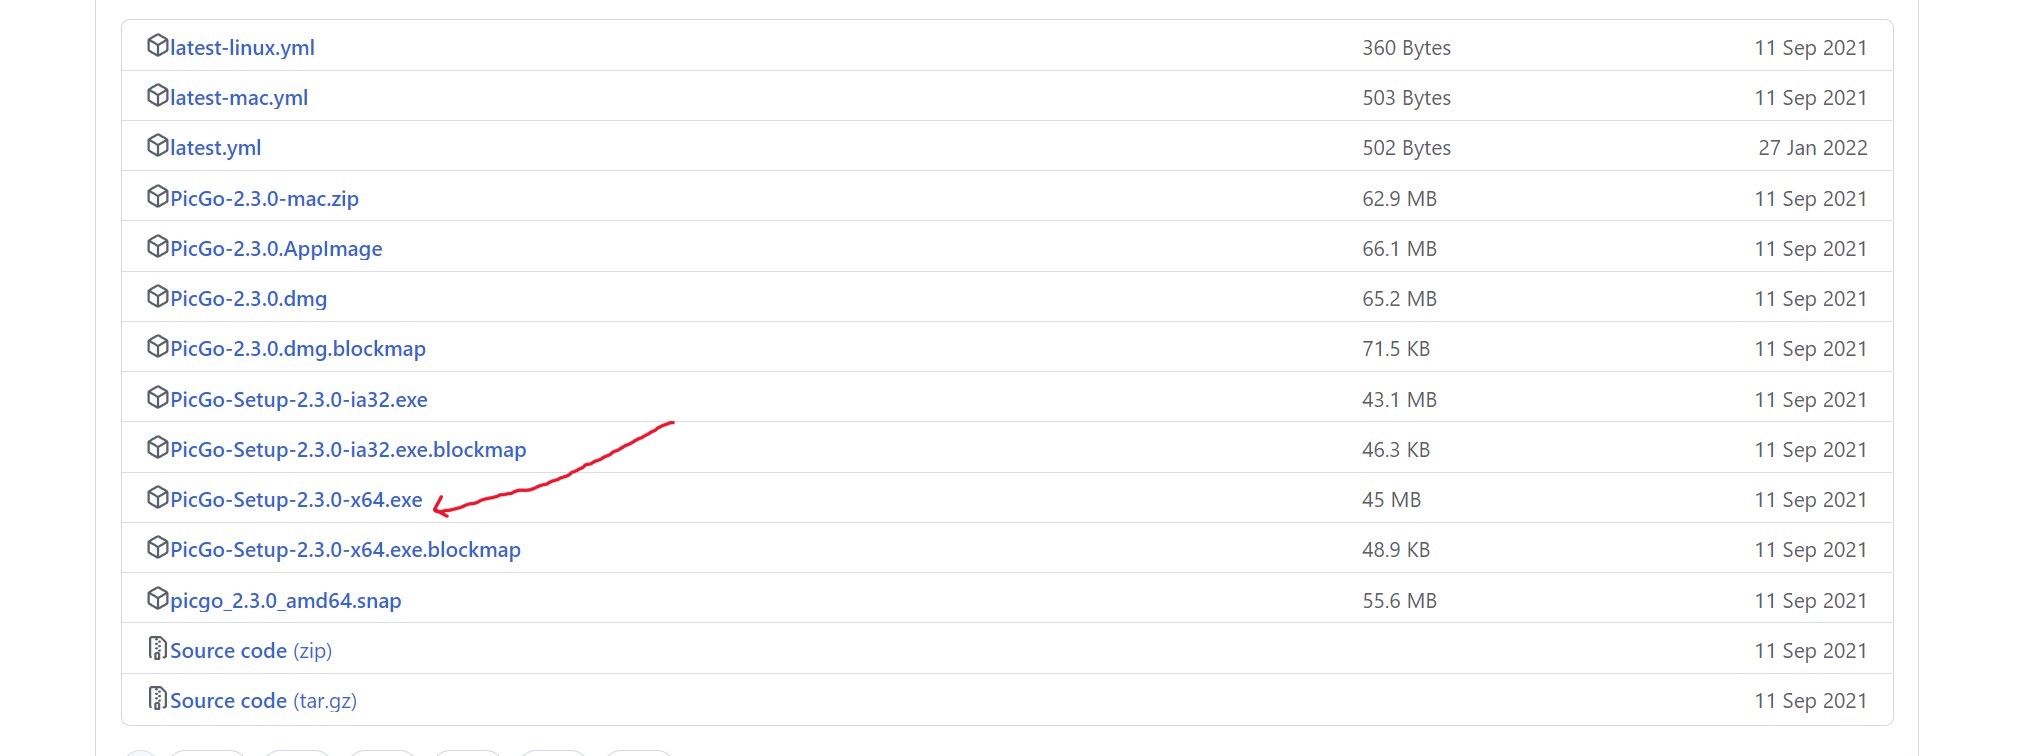 latest-linux.yml 360 Bytes 11 Sep 2021
latest-mac.yml 503 Bytes 11 Sep 2021
latest.yml 502 Bytes 27 Jan 2022
PicGo-2.3.0-mac.zip 62.9 MB 11 Sep 2021
PicGo-2.3.0.AppImage 66.1 MB 11 Sep 2021
PicGo-2.3.0.dmg 65.2 MB 11 Sep 2021
PicGo-2.3.0.dmg.blockmap 71.5 KB 11 Sep 2021
PicGo-Setup-2.3.0-ia32.exe 43.1 MB 11 Sep 2021
PicGo-Setup-2.3.0-ia32.exe.blockmap 46.3 KB 11 Sep 2021
PicGo-Setup-2.3.0-x64.exe 45 MB 11 Sep 2021
PicGo-Setup-2.3.0-x64.exe.blockmap 48.9 KB 11 Sep 2021
picgo_2.3.0_amd64.snap 55.6 MB 11 Sep 2021
Source code (zip) 11 Sep 2021
Source code (tar.gz) 11 Sep 2021